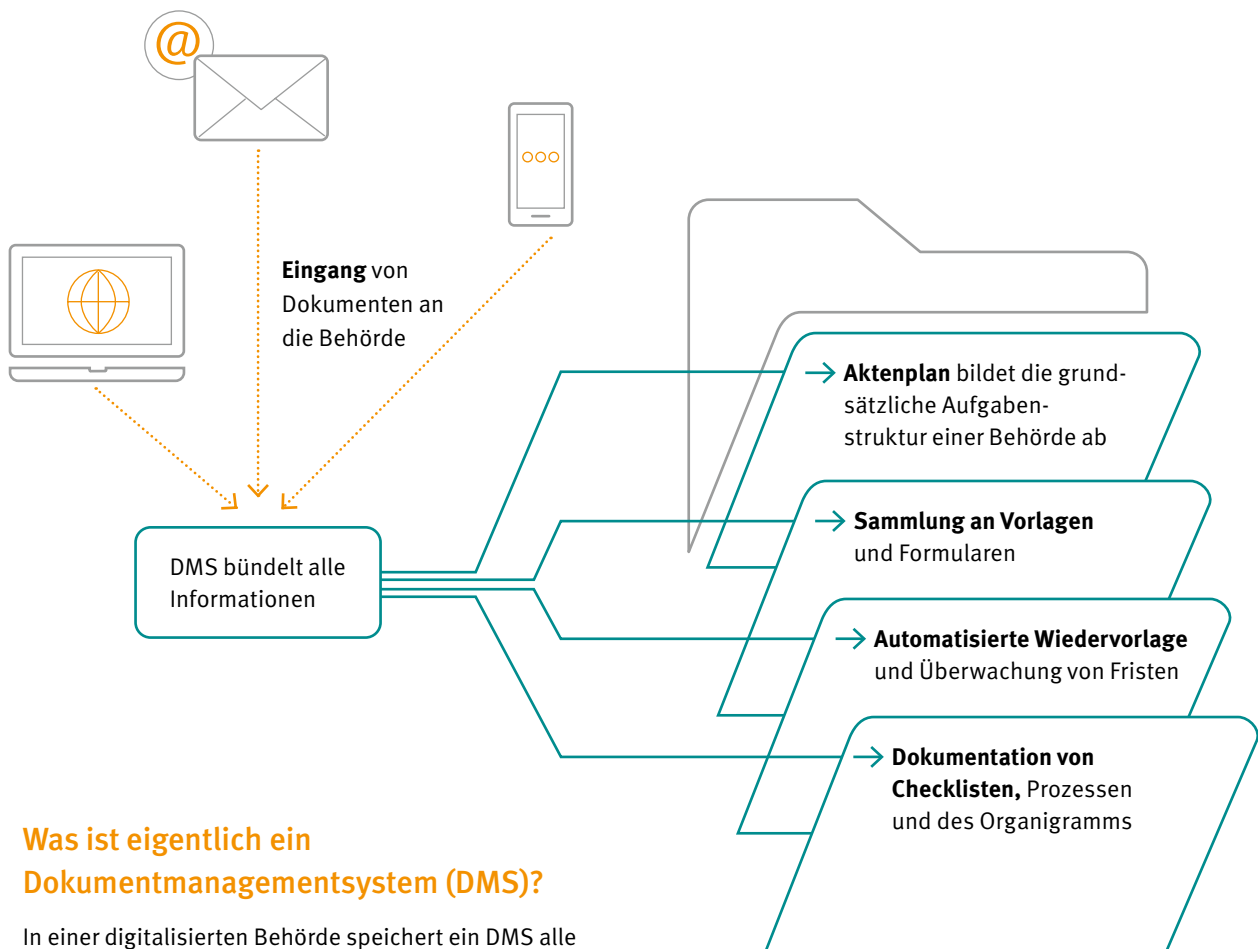 @
Eingang von
Dokumenten an
die Behörde
DMS bündelt alle
Informationen
→ Aktenplan bildet die grund-
sätzliche Aufgaben-
struktur einer Behörde ab
→ Sammlung an Vorlagen
und Formularen
→ Automatisierte Wiedervorlage
und Überwachung von Fristen
→ Dokumentation von
Checklisten, Prozessen
und des Organigramms
Was ist eigentlich ein
Dokumentmanagementsystem (DMS)?
In einer digitalisierten Behörde speichert ein DMS alle